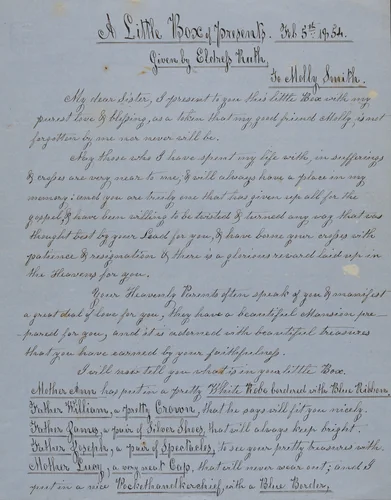 A Little Box of Presents. Feb. 5th 1854.
Given by Eldress Ruth,
To Molly Smith.
My dear Sister, I present to you this little Box with my
purest love & blessing, as a token that my good friend Molly, is not
forgotten by me nor never will be.
Any those who I have spent my life with, in sufferings
& crosses are very near to me, & will always have a place in my
memory; and you are truly one that has given up all for the
gospel, & have been willing to be twisted & turned any way that was
thought best by your Lead for you, & have borne your crosses with
patience & resignation & there is a glorious reward laid up in
the Heavens for you.
Your Heavenly Parents often speak of you & manifest
a great deal of love for you, they have a beautiful Mansion pre-
pared for you, and it is adorned with beautiful treasures
that you have earned by your faithfulness.
I will now tell you what is in your little Box.
Mother Ann has put in a pretty White Robe bordered with Blue Ribbon,
Father William, a pretty Crown, that he says will fit you nicely.
Father James, a pair of Silver Shoes, that will always keep bright.
Father Joseph, a pair of Spectacles, to see your pretty treasures with.
Mother Lucy, a very neat Cap, that will never wear out; and I
put in a nice Pockethandkerchief, with a Blue Border,